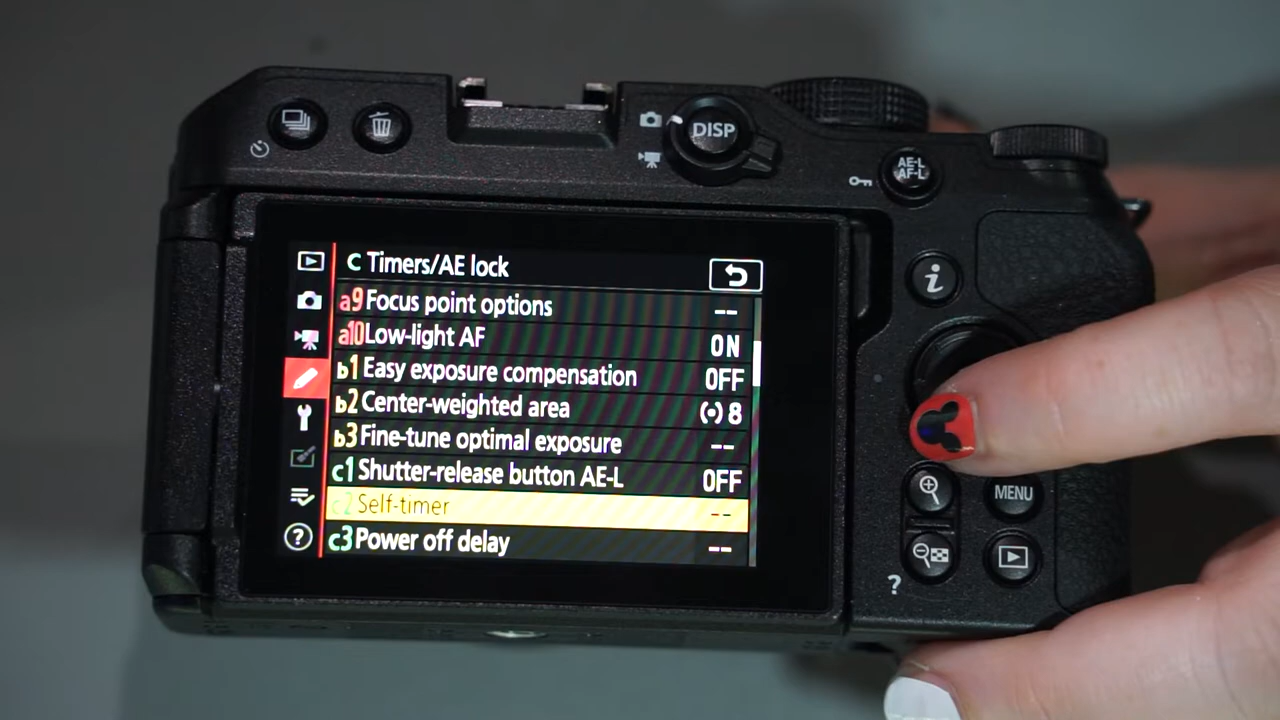 DISP
AE-L
AF-L
c Timers/AE lock
a9 Focus point options --
a10 Low-light AF ON
b1 Easy exposure compensation OFF
b2 Center-weighted area (•) 8
b3 Fine-tune optimal exposure --
c1 Shutter-release button AE-L OFF
c2 Self-timer --
c3 Power off delay --
i
MENU
?
?